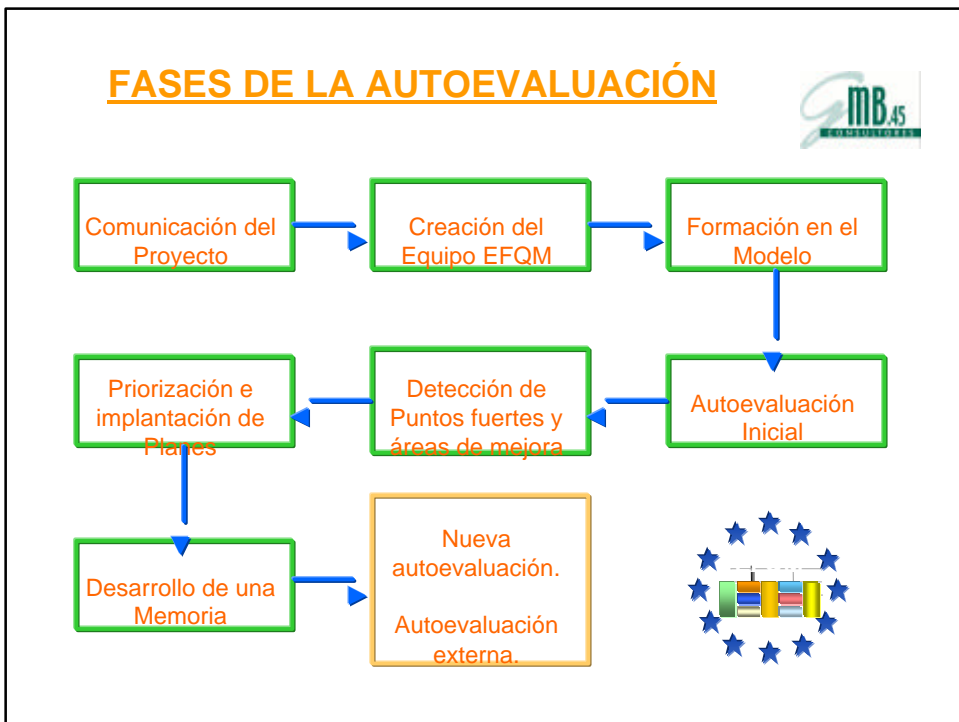 FASES DE LA AUTOEVALUACIÓN
MB.45
CONSULTORES
Comunicación del
Proyecto
Creación del
Equipo EFQM
Formación en el
Modelo
Autoevaluación
Inicial
Detección de
Puntos fuertes y
áreas de mejora
Priorización e
implantación de
Planes
Desarrollo de una
Memoria
Nueva
autoevaluación.
Autoevaluación
externa.